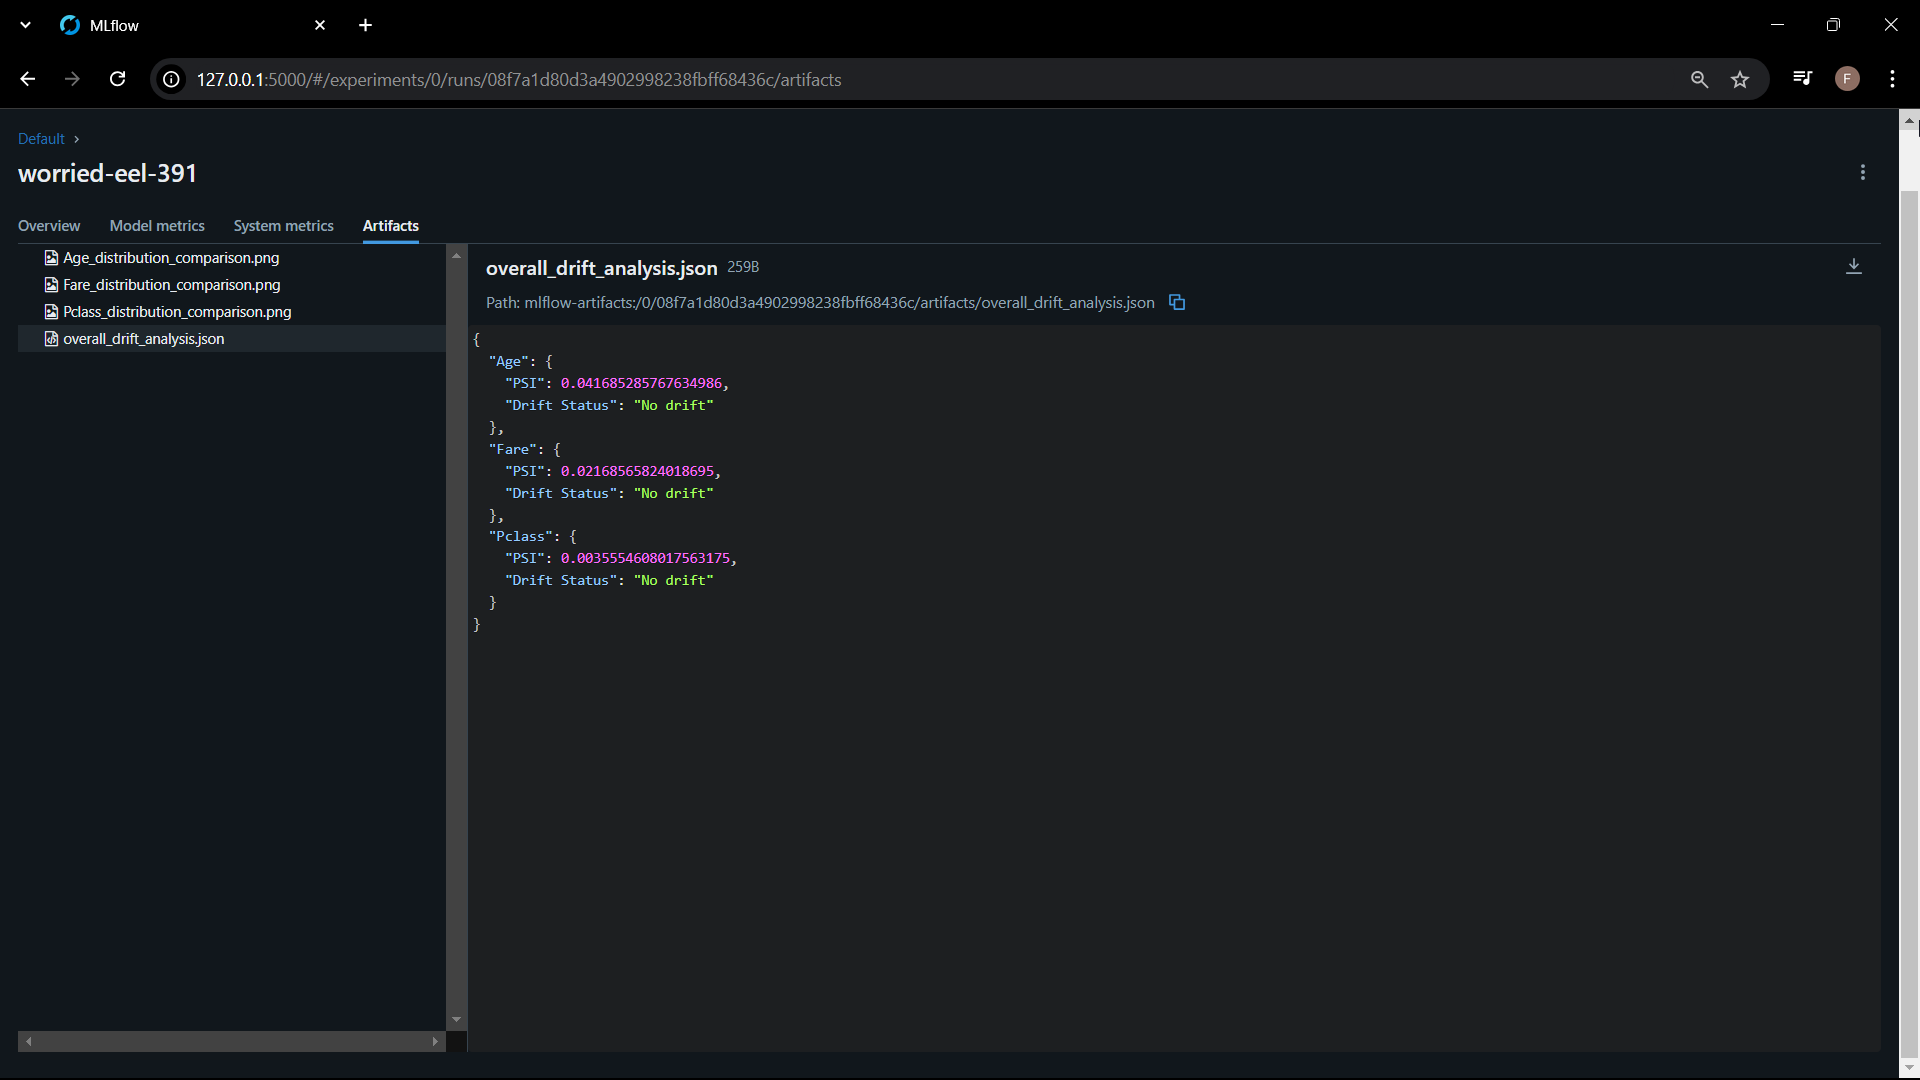 MLflow
127.0.0.1:5000/#/experiments/0/runs/08f7a1d80d3a4902998238fbff68436c/artifacts
F
Default
worried-eel-391
Overview Model metrics System metrics Artifacts
Age_distribution_comparison.png
Fare_distribution_comparison.png
Pclass_distribution_comparison.png
overall_drift_analysis.json
overall_drift_analysis.json 259B
Path: mlflow-artifacts:/0/08f7a1d80d3a4902998238fbff68436c/artifacts/overall_drift_analysis.json
{
"Age": {
"PSI": 0.041685285767634986,
"Drift Status": "No drift"
},
"Fare": {
"PSI": 0.02168565824018695,
"Drift Status": "No drift"
},
"Pclass": {
"PSI": 0.0035554608017563175,
"Drift Status": "No drift"
}
}